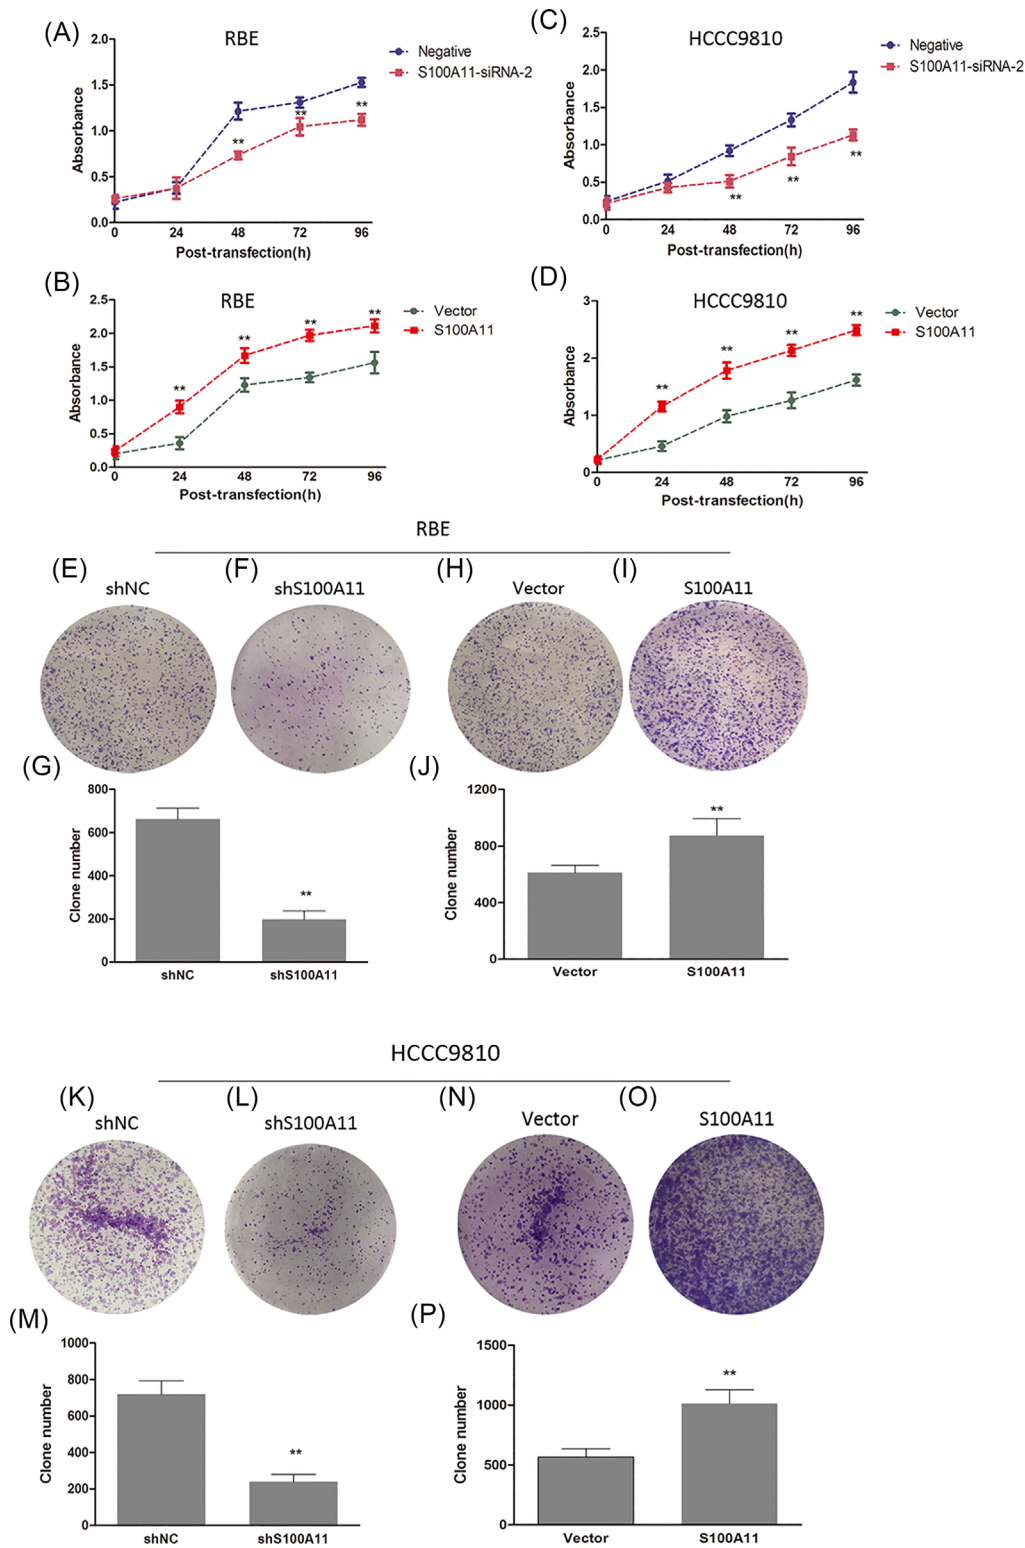 (A)
RBE
2.0
1.5
1.0
0.5
0.0
Absorbance
**
**
**
0
24
48
72
96
Post-transfection(h)
Negative
S100A11-siRNA-2
(C)
HCCC9810
2.5
2.0
1.5
1.0
0.5
0.0
Absorbance
**
**
**
0
24
48
72
96
Post-transfection(h)
Negative
S100A11-siRNA-2
(B)
RBE
2.5
2.0
1.5
1.0
0.5
0.0
Absorbance
**
**
**
**
0
24
48
72
96
Post-transfection(h)
Vector
S100A11
(D)
HCCC9810
3
2
1
0
Absorbance
**
**
**
**
0
24
48
72
96
Post-transfection(h)
Vector
S100A11
RBE
(E)
shNC
(F)
shS100A11
(H)
Vector
(I)
S100A11
(G)
800
600
400
200
0
Clone number
**
shNC
shS100A11
(J)
1200
800
400
0
Clone number
**
Vector
S100A11
HCCC9810
(K)
shNC
(L)
shS100A11
(N)
Vector
(O)
S100A11
(M)
1000
800
600
400
200
0
Clone number
**
shNC
shS100A11
(P)
1500
1000
500
0
Clone number
**
Vector
S100A11